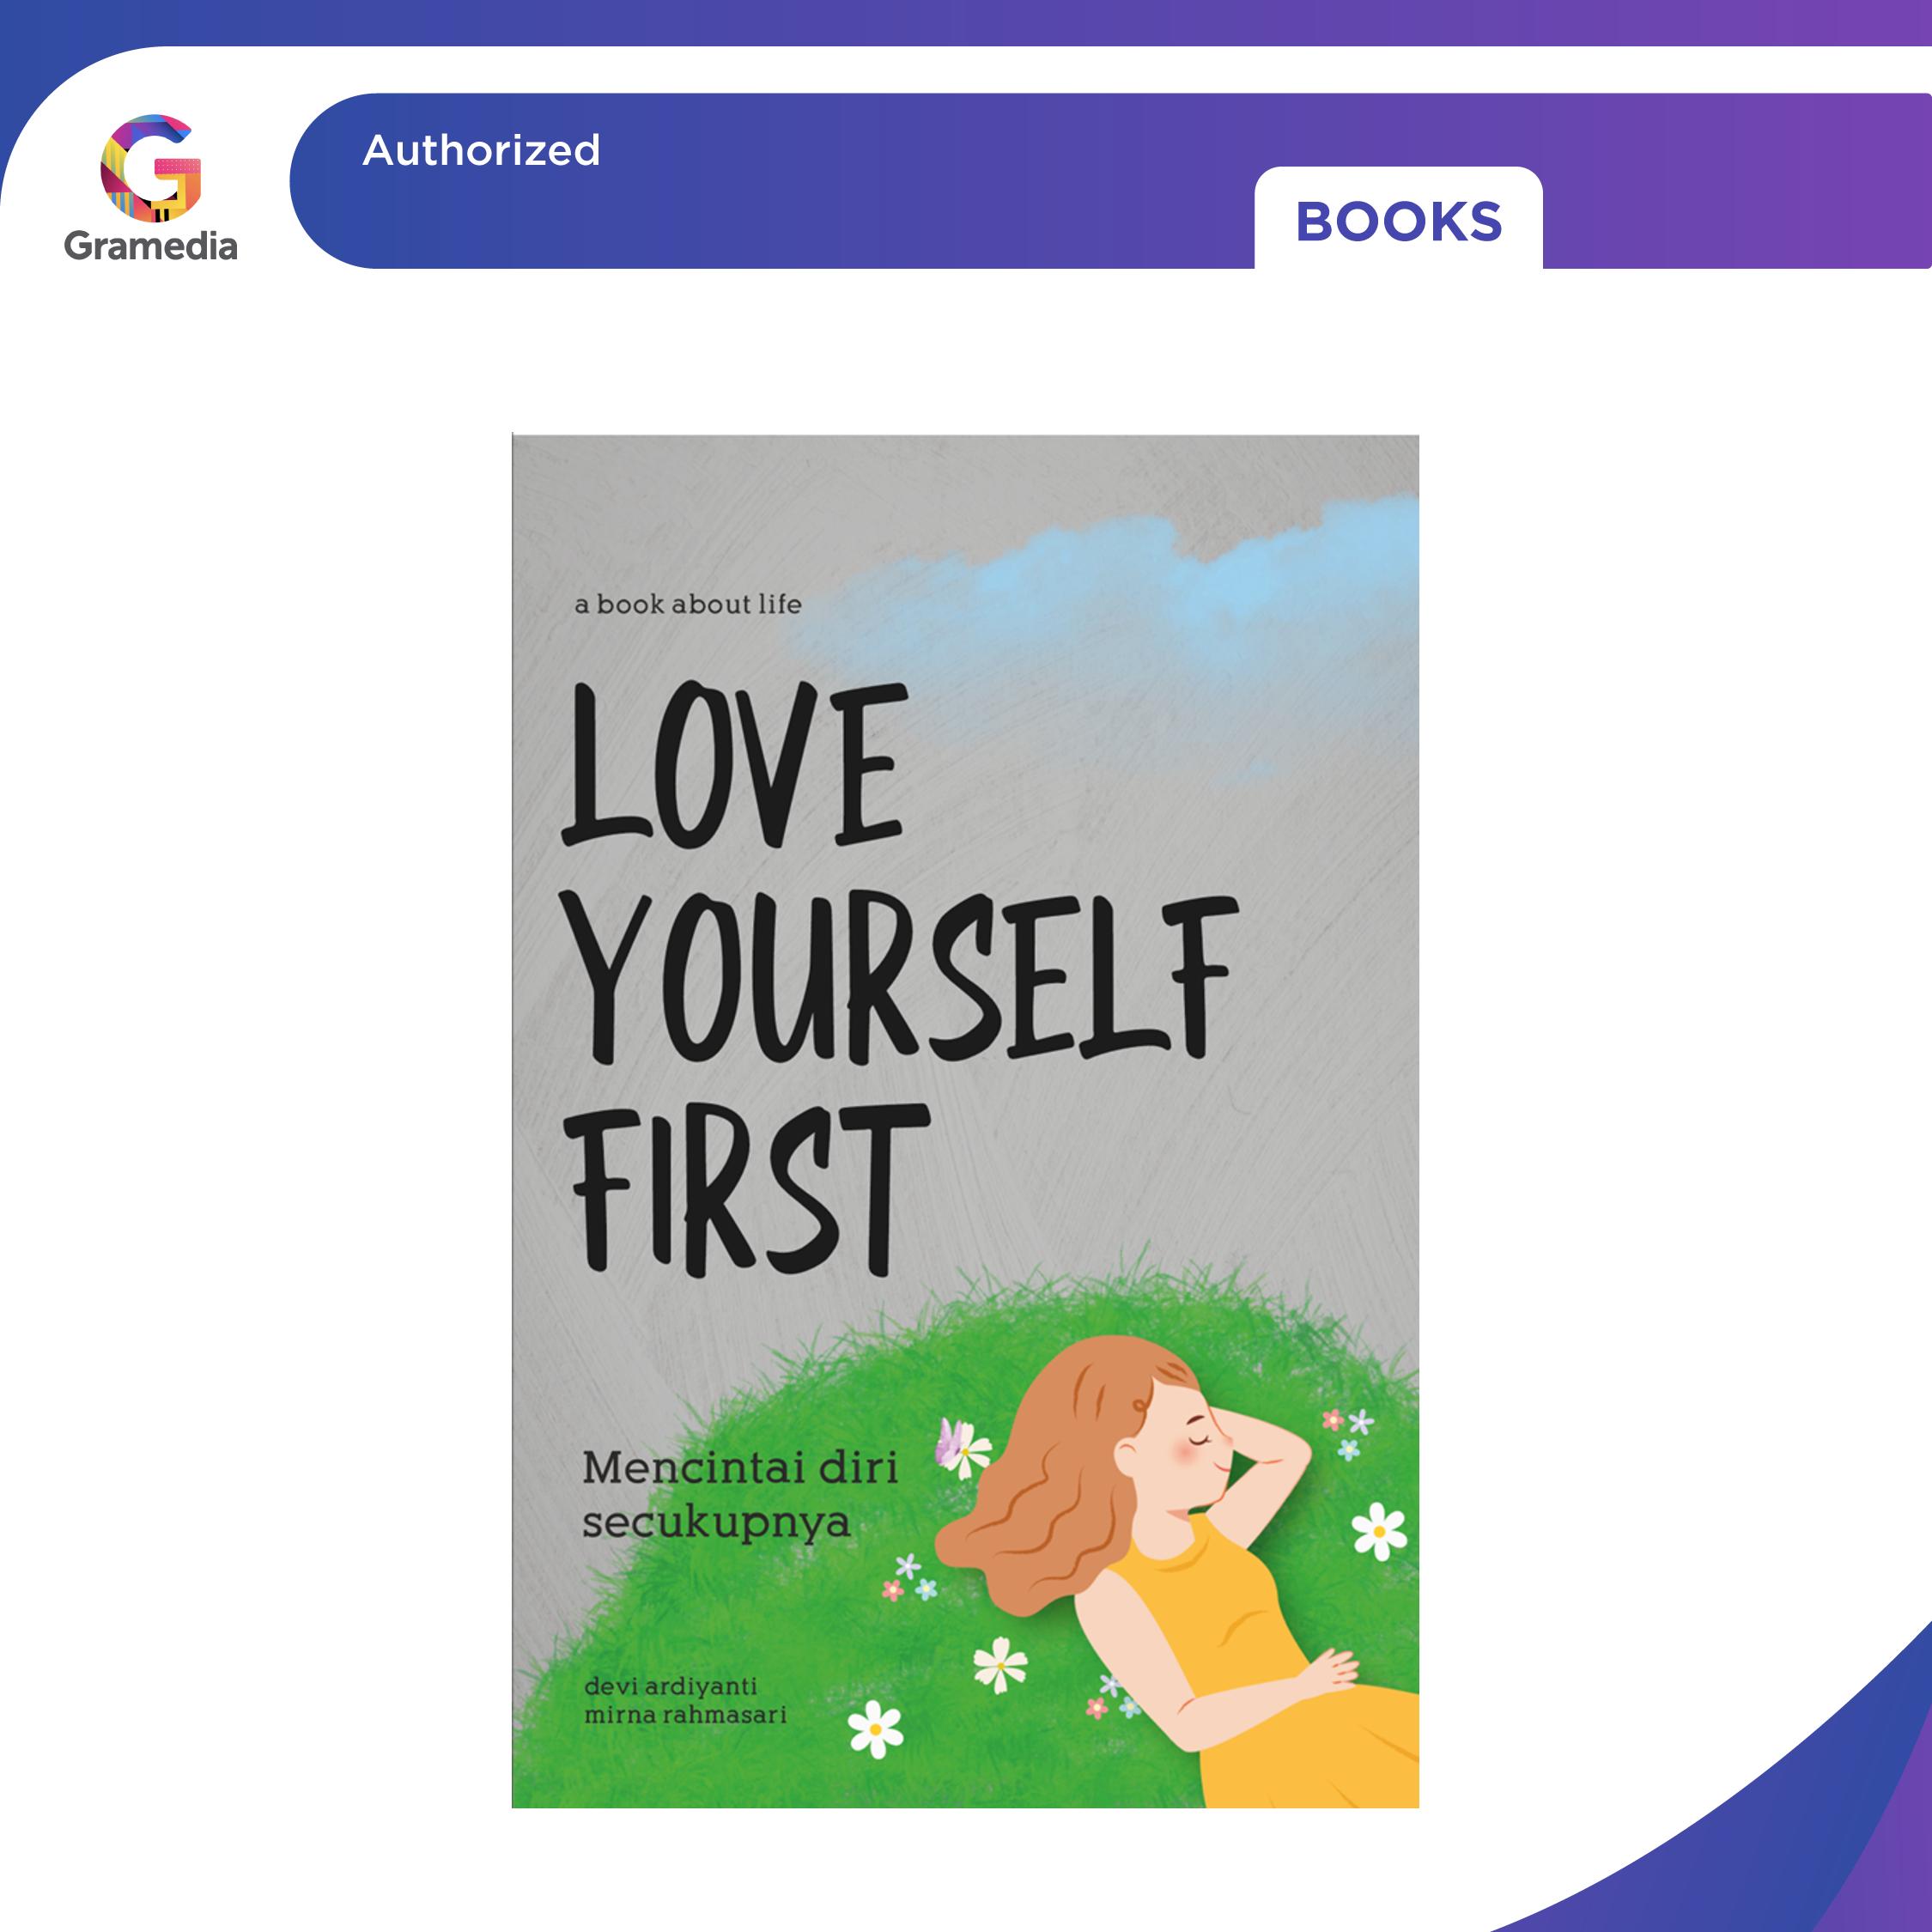 Gramedia
Authorized
BOOKS
a book about life
LOVE
YOURSELF
FIRST
Mencintai diri
secukupnya
devi ardiyanti
mirna rahmasari